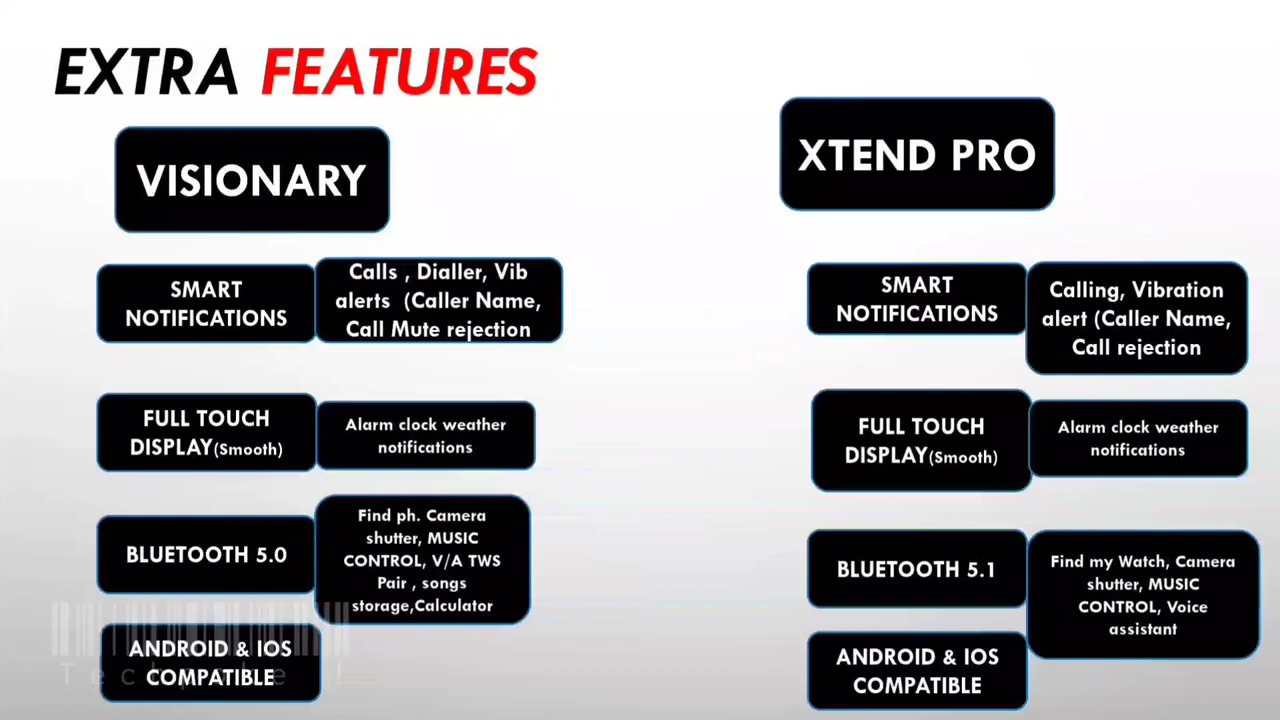 EXTRA FEATURES
VISIONARY
SMART
NOTIFICATIONS
Calls , Dialler, Vib
alerts (Caller Name,
Call Mute rejection
FULL TOUCH
DISPLAY(Smooth)
Alarm clock weather
notifications
BLUETOOTH 5.0
Find ph. Camera
shutter, MUSIC
CONTROL, V/A TWS
Pair , songs
storage,Calculator
ANDROID & IOS
COMPATIBLE
XTEND PRO
SMART
NOTIFICATIONS
Calling, Vibration
alert (Caller Name,
Call rejection
FULL TOUCH
DISPLAY(Smooth)
Alarm clock weather
notifications
BLUETOOTH 5.1
Find my Watch, Camera
shutter, MUSIC
CONTROL, Voice
assistant
ANDROID & IOS
COMPATIBLE